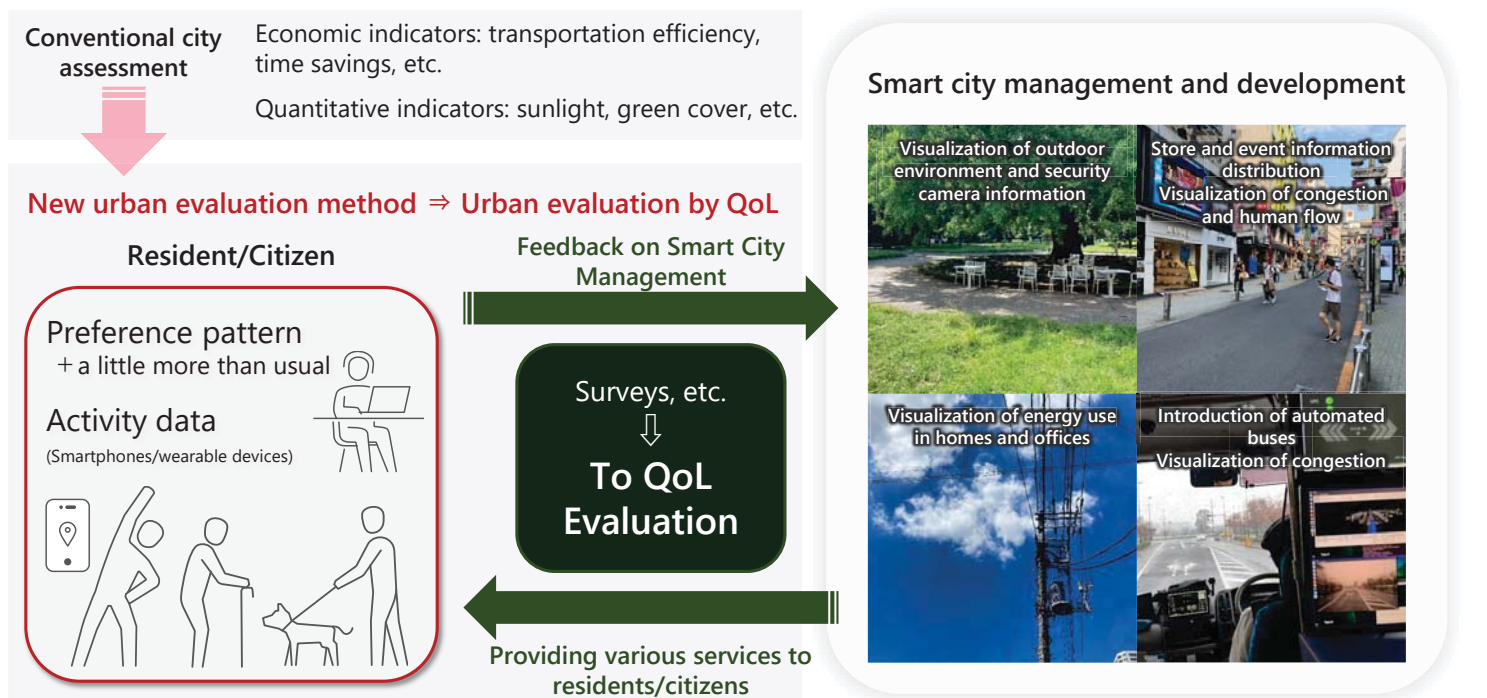 Conventional city
assessment
Economic indicators: transportation efficiency,
time savings, etc.
Quantitative indicators: sunlight, green cover, etc.
New urban evaluation method ⇒ Urban evaluation by QoL
Resident/Citizen
Preference pattern
+ a little more than usual
Activity data
(Smartphones/wearable devices)
Feedback on Smart City
Management
Surveys, etc.
To QoL
Evaluation
Providing various services to
residents/citizens
Smart city management and development
Visualization of outdoor
environment and security
camera information
Store and event information
distribution
Visualization of congestion
and human flow
Visualization of energy use
in homes and offices
Introduction of automated
buses
Visualization of congestion